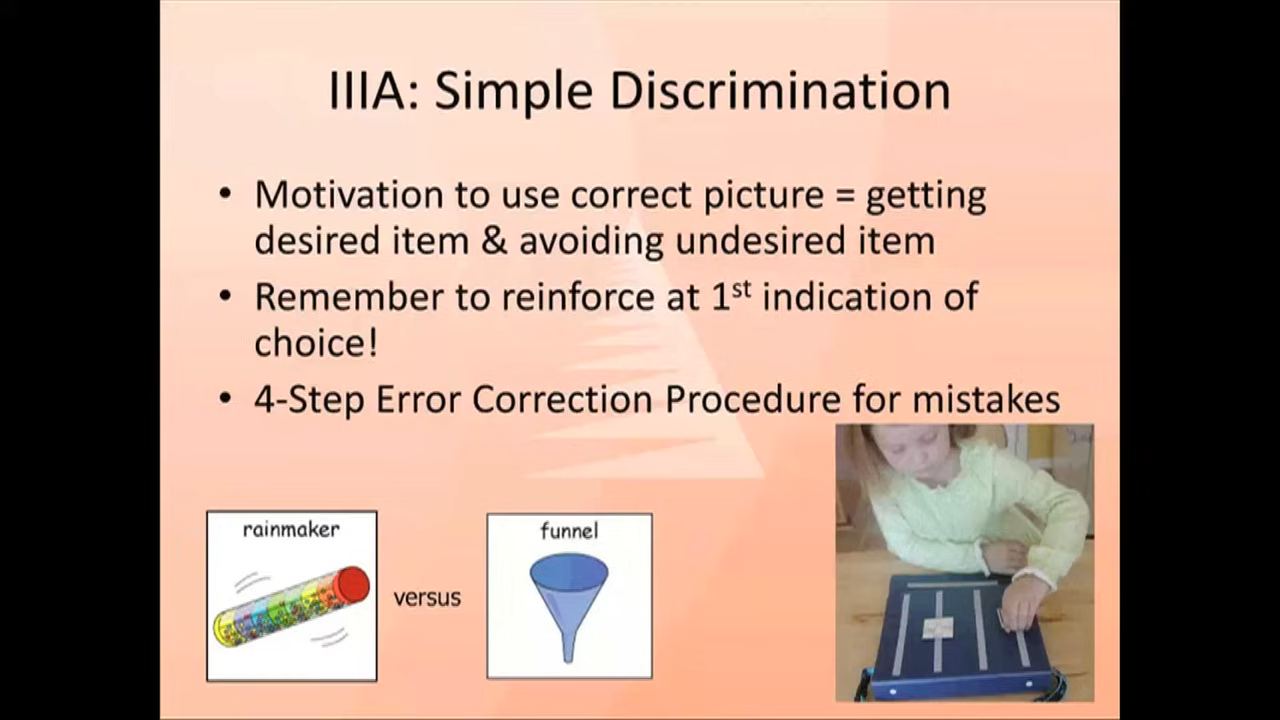 IIIA: Simple Discrimination
• Motivation to use correct picture = getting
desired item & avoiding undesired item
• Remember to reinforce at 1st indication of
choice!
• 4-Step Error Correction Procedure for mistakes
rainmaker
versus
funnel